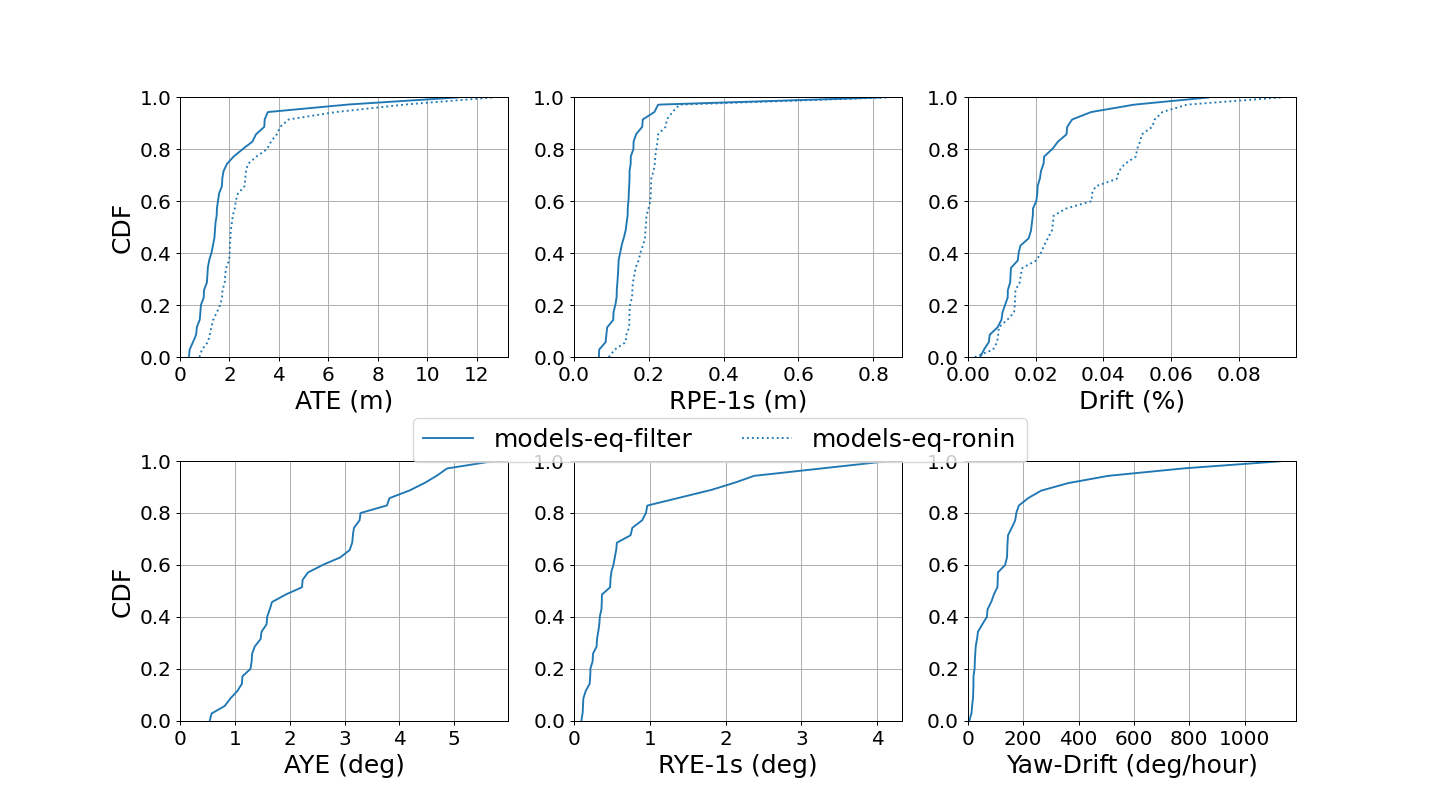 1.0
0.8
0.6
0.4
0.2
0.0
CDF
0 2 4 6 8 10 12
ATE (m)
1.0
0.8
0.6
0.4
0.2
0.0
0.0 0.2 0.4 0.6 0.8
RPE-1s (m)
1.0
0.8
0.6
0.4
0.2
0.0
0.00 0.02 0.04 0.06 0.08
Drift (%)
models-eq-filter models-eq-ronin
1.0
0.8
0.6
0.4
0.2
0.0
CDF
0 1 2 3 4 5
AYE (deg)
1.0
0.8
0.6
0.4
0.2
0.0
0 1 2 3 4
RYE-1s (deg)
1.0
0.8
0.6
0.4
0.2
0.0
0 200 400 600 800 1000
Yaw-Drift (deg/hour)